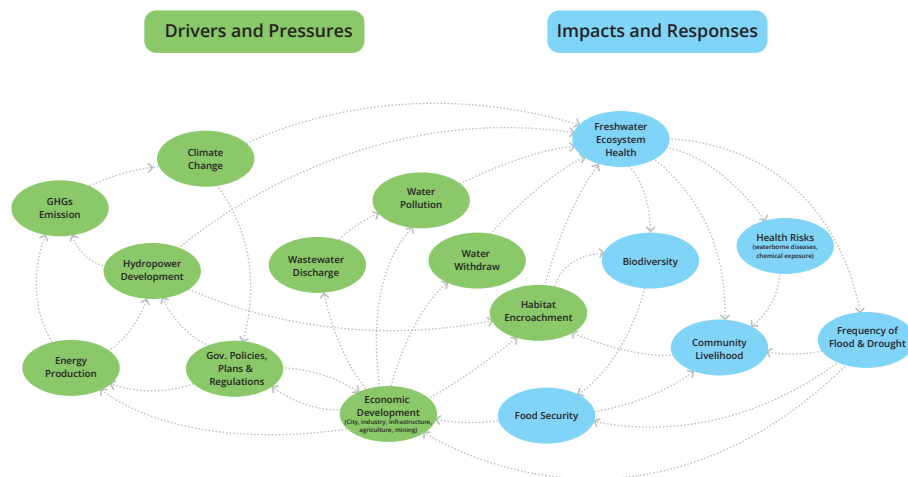 Drivers and Pressures
Impacts and Responses
Freshwater
Ecosystem
Health
Climate
Change
GHGs
Emission
Water
Pollution
Health Risks
(waterborne diseases,
chemical exposure)
Hydropower
Development
Wastewater
Discharge
Water
Withdraw
Biodiversity
Habitat
Encroachment
Energy
Production
Gov. Policies,
Plans &
Regulations
Community
Livelihood
Frequency of
Flood & Drought
Economic
Development
(City, industry, infrastructure,
agriculture, mining)
Food Security